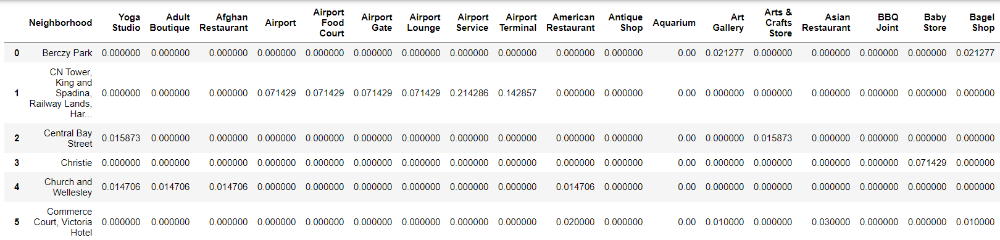 Neighborhood Yoga Studio Adult Boutique Afghan Restaurant Airport Airport Food Court Airport Gate Airport Lounge Airport Service Airport Terminal American Restaurant Antique Shop Aquarium Art Gallery Arts & Crafts Store Asian Restaurant BBQ Joint Baby Store Bagel Shop
0 Berczy Park 0.000000 0.000000 0.000000 0.000000 0.000000 0.000000 0.000000 0.000000 0.000000 0.000000 0.000000 0.00 0.021277 0.000000 0.000000 0.000000 0.000000 0.021277
1 CN Tower, King and Spadina, Railway Lands, Har... 0.000000 0.000000 0.000000 0.071429 0.071429 0.071429 0.071429 0.214286 0.142857 0.000000 0.000000 0.00 0.000000 0.000000 0.000000 0.000000 0.000000 0.000000
2 Central Bay Street 0.015873 0.000000 0.000000 0.000000 0.000000 0.000000 0.000000 0.000000 0.000000 0.000000 0.000000 0.00 0.000000 0.015873 0.000000 0.000000 0.000000 0.000000
3 Christie 0.000000 0.000000 0.000000 0.000000 0.000000 0.000000 0.000000 0.000000 0.000000 0.000000 0.000000 0.00 0.000000 0.000000 0.000000 0.000000 0.071429 0.000000
4 Church and Wellesley 0.014706 0.014706 0.014706 0.000000 0.000000 0.000000 0.000000 0.000000 0.000000 0.014706 0.000000 0.00 0.000000 0.000000 0.000000 0.000000 0.000000 0.000000
5 Commerce Court, Victoria Hotel 0.000000 0.000000 0.000000 0.000000 0.000000 0.000000 0.000000 0.000000 0.000000 0.020000 0.000000 0.00 0.010000 0.000000 0.030000 0.000000 0.000000 0.010000